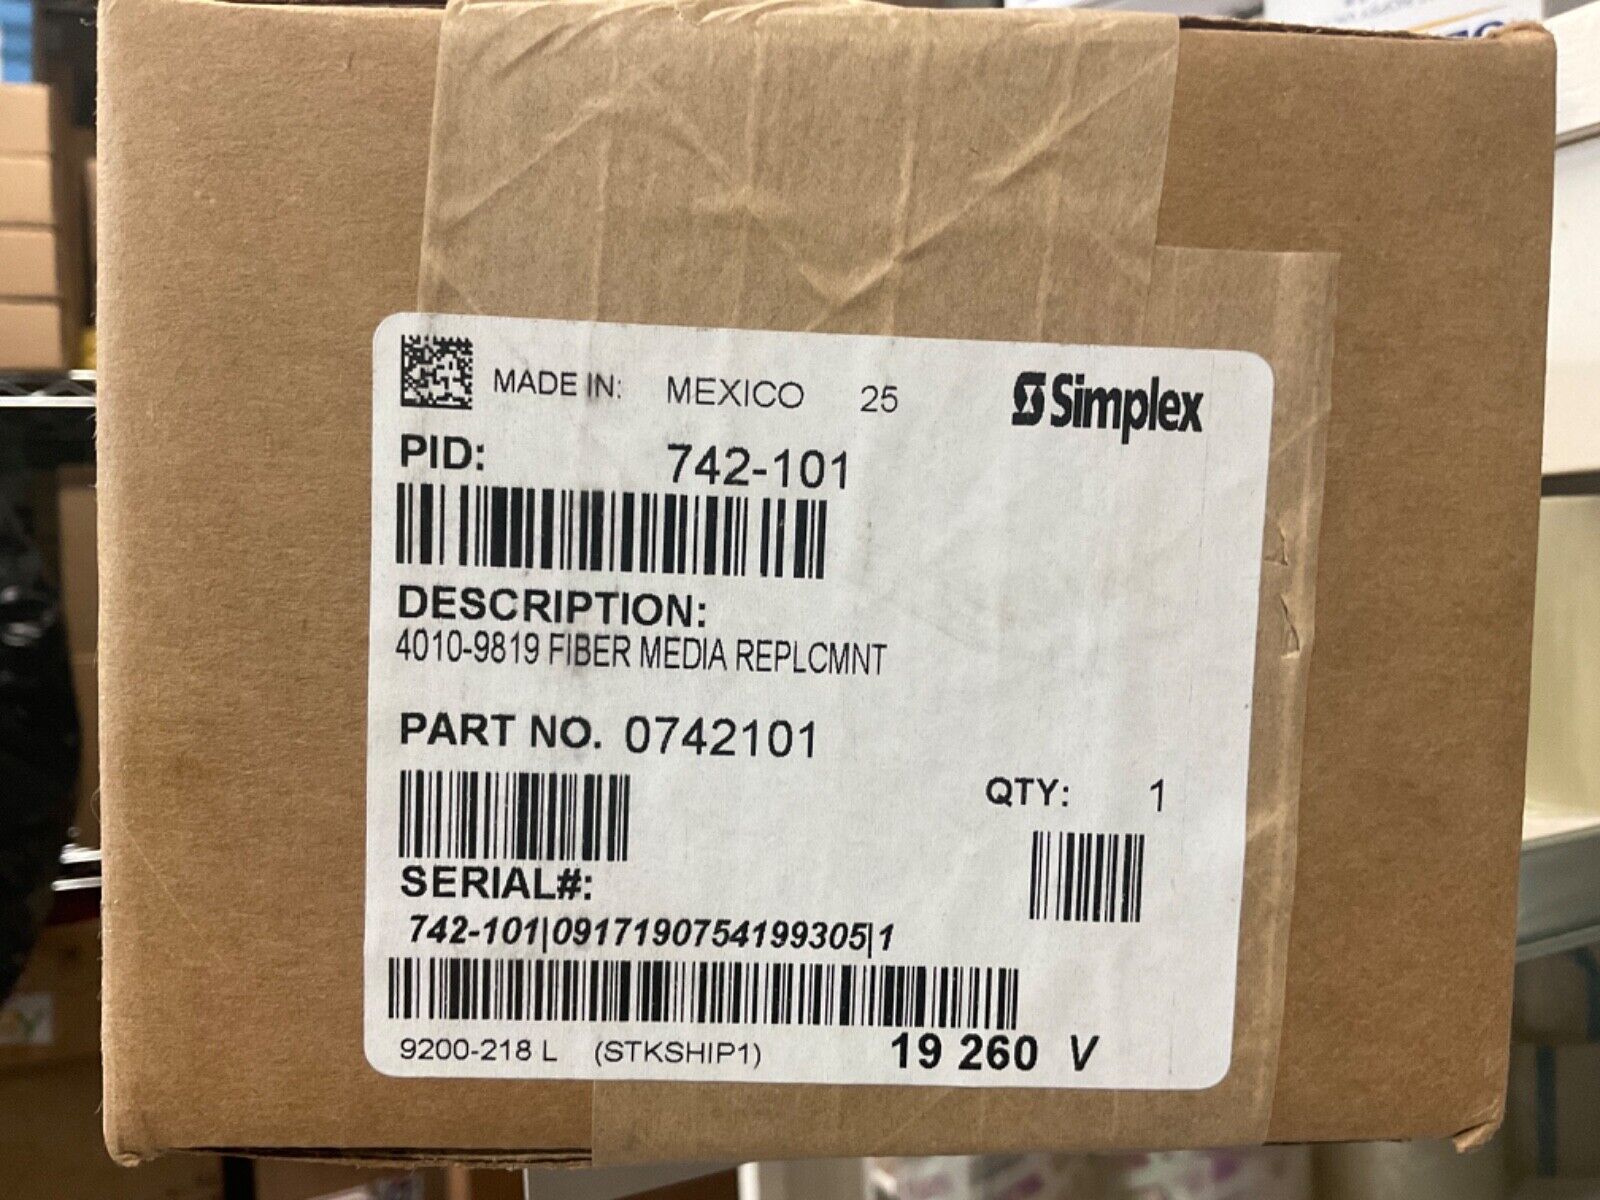 MADE IN: MEXICO 25
Simplex
PID: 742-101
DESCRIPTION:
4010-9819 FIBER MEDIA REPLCMNT
PART NO. 0742101
QTY: 1
SERIAL#:
742-101|0917190754199305|1
9200-218 L (STKSHIP1) 19 260 V